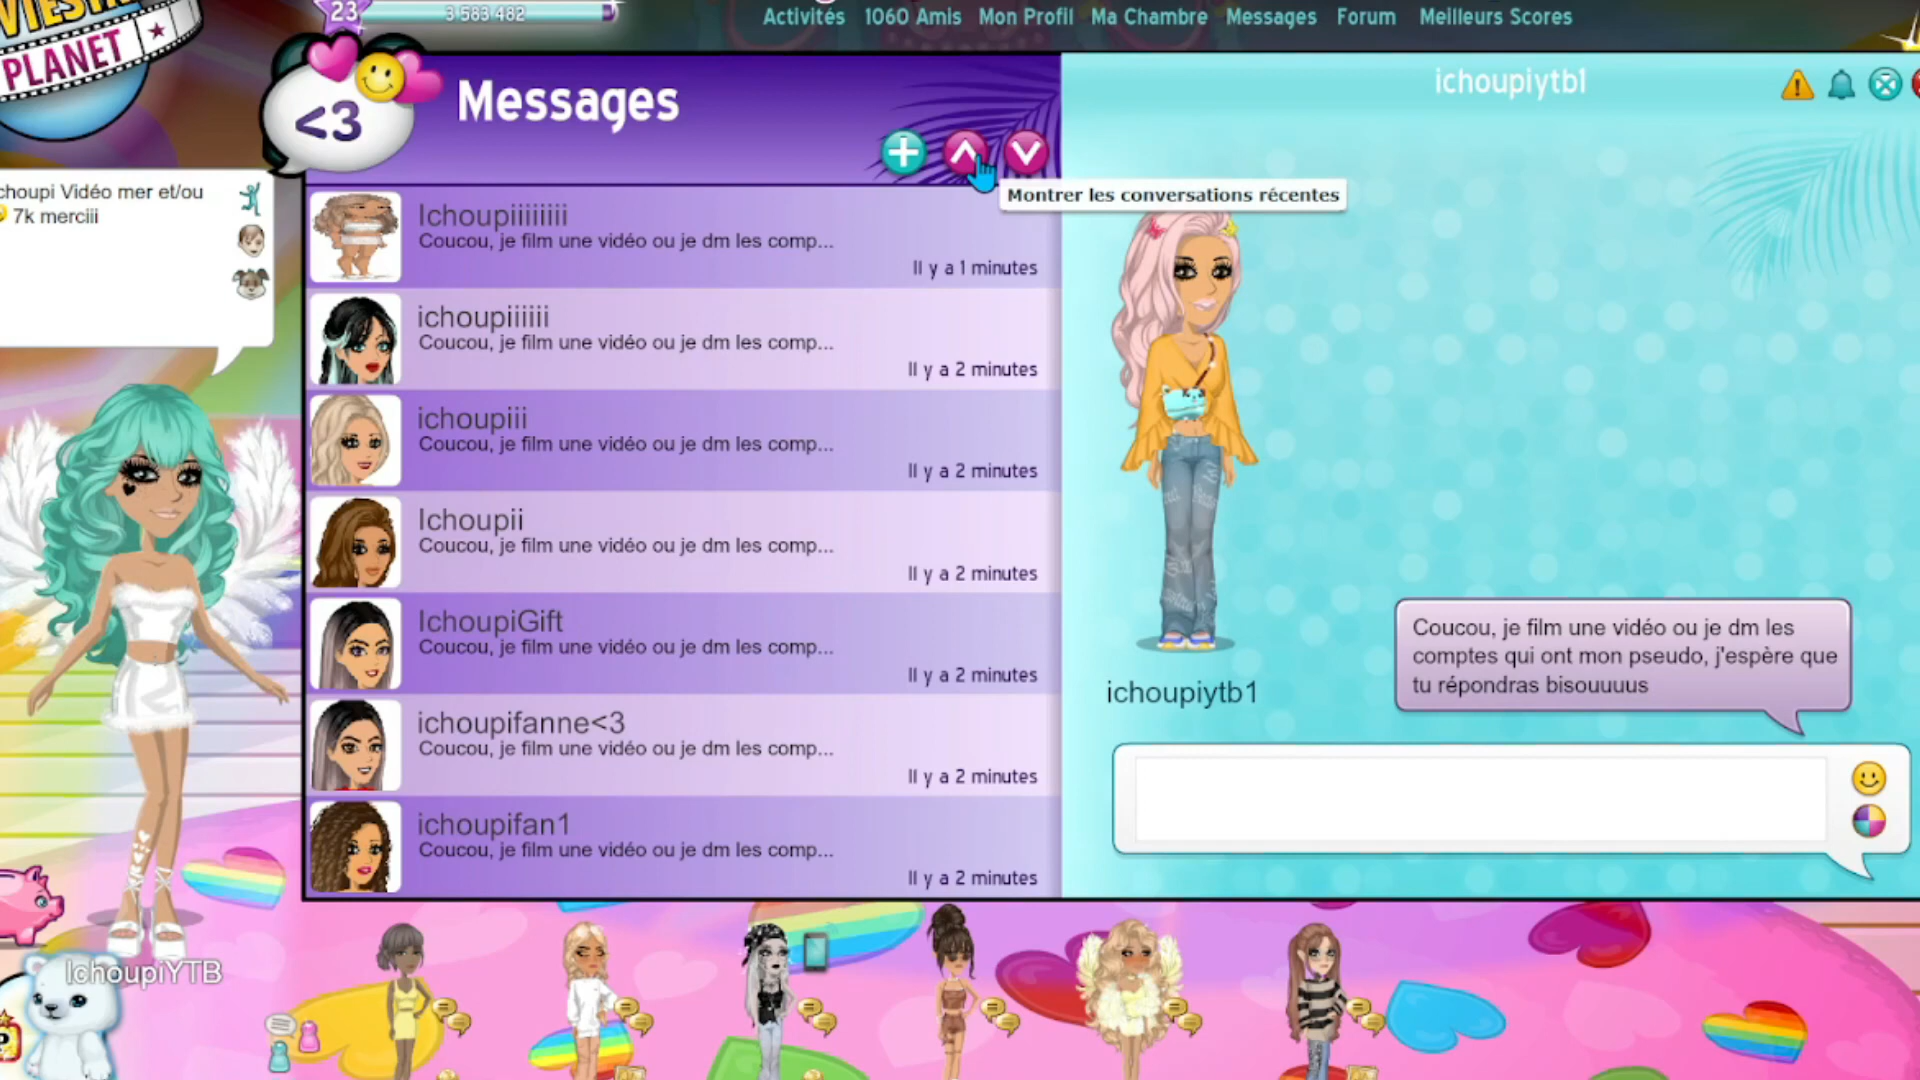 PLANET
23
3 583 482
Activités 1060 Amis Mon Profil Ma Chambre Messages Forum Meilleurs Scores
<3
Messages
ichoupiytb1
Montrer les conversations récentes
choupi Vidéo mer et/ou
7k merciii
Ichoupiiiiiiii
Coucou, je film une vidéo ou je dm les comp...
Il y a 1 minutes
ichoupiiiiii
Coucou, je film une vidéo ou je dm les comp...
Il y a 2 minutes
ichoupiii
Coucou, je film une vidéo ou je dm les comp...
Il y a 2 minutes
Ichoupii
Coucou, je film une vidéo ou je dm les comp...
Il y a 2 minutes
IchoupiGift
Coucou, je film une vidéo ou je dm les comp...
Il y a 2 minutes
ichoupifanne<3
Coucou, je film une vidéo ou je dm les comp...
Il y a 2 minutes
ichoupifan1
Coucou, je film une vidéo ou je dm les comp...
Il y a 2 minutes
Coucou, je film une vidéo ou je dm les
comptes qui ont mon pseudo, j'espère que
tu répondras bisouuuus
ichoupiytb1
IchoupiYTB